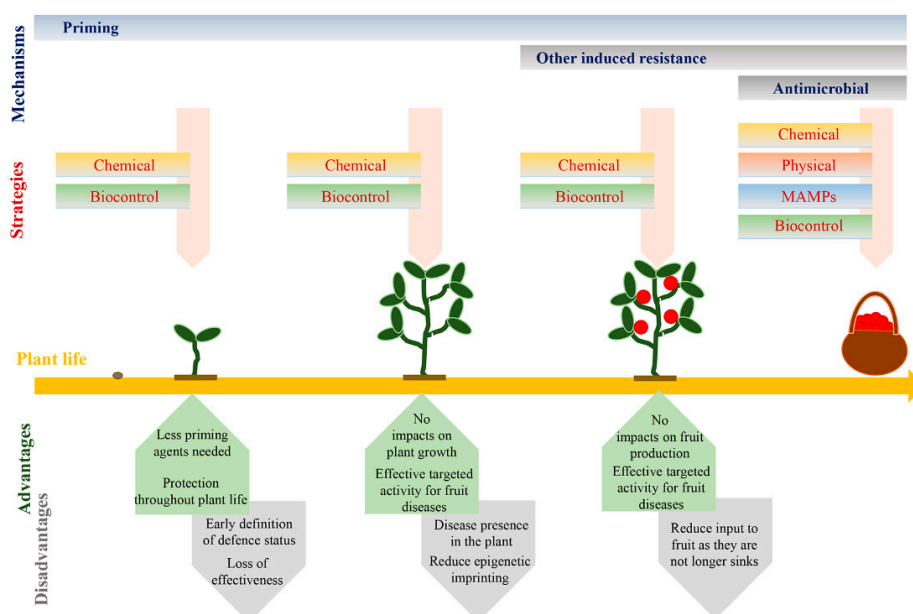 Mechanisms
Priming
Other induced resistance
Antimicrobial
Strategies
Chemical
Biocontrol
Chemical
Biocontrol
Chemical
Biocontrol
Chemical
Physical
MAMPs
Biocontrol
Plant life
Advantages
Less priming
agents needed
Protection
throughout plant life
No
impacts on
plant growth
Effective targeted
activity for fruit
diseases
No
impacts on fruit
production
Effective targeted
activity for fruit
diseases
Disadvantages
Early definition
of defence status
Loss of
effectiveness
Disease presence
in the plant
Reduce epigenetic
imprinting
Reduce input to
fruit as they are
not longer sinks